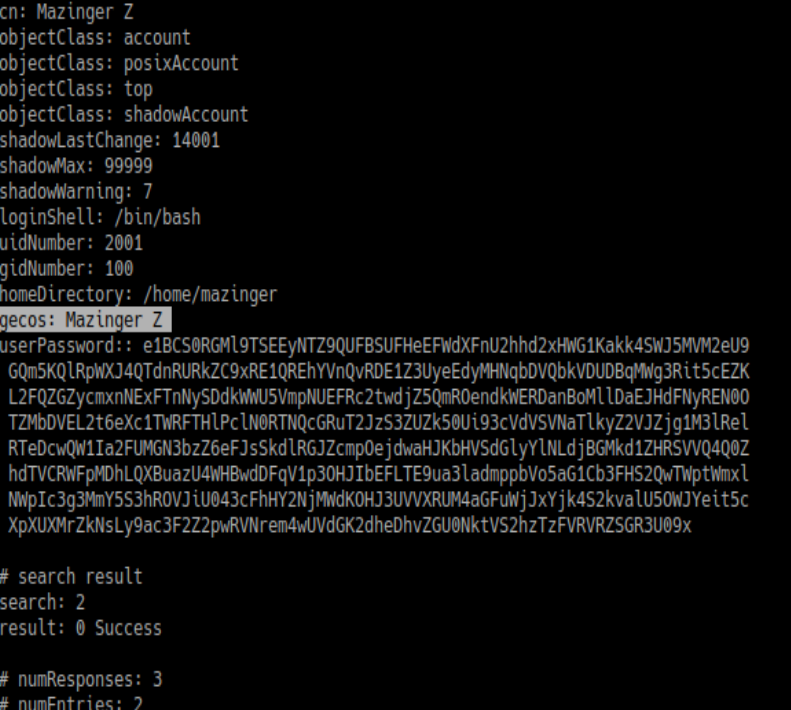 cn: Mazinger Z
objectClass: account
objectClass: posixAccount
objectClass: top
objectClass: shadowAccount
shadowLastChange: 14001
shadowMax: 99999
shadowWarning: 7
loginShell: /bin/bash
uidNumber: 2001
gidNumber: 100
homeDirectory: /home/mazinger
gecos: Mazinger Z
userPassword:: e1BCS0RGMl9TSEEyNTZ9QUFBSUFHeEFWdXFnU2hhd2xHWG1Kakk4SWJ5MVM2eU9
GQm5KQlRpWXJ4QTdnRURkZC9xRE1QREhYVnQvRDE1Z3UyeEdyMHNqbDVQbkVDUDBqMWg3Rit5cEZK
L2FQZGZycmxnNExFTnNySDdkWWU5VmpNUEFRc2twdjZ5QmROendkWERDanBoMllDaEJHdFNyREN0O
TZMbDVEL2t6eXc1TWRFTHlPclN0RTNQcGRuT2JzS3ZUZk50Ui93cVdVSVNaTlkyZ2VJZjg1M3lRel
RTeDcwQW1Ia2FUMGN3bzZ6eFJsSkdlRGJZcmpOejdwaHJKbHVSdGlyYlNLdjBGMkd1ZHRSVVQ4Q0Z
hdTVCRWFpMDhLQXBuazU4WHBwdDFqV1p3OHJIbEFLTE9ua3ladmppbVo5aG1Cb3FHS2QwTWptWmxl
NWpIc3g3MmY5S3hROVJiU043cFhHY2NjMWdKOHJ3UVVXRUM4aGFuWjJxYjk4S2kvalU5OWJYeit5c
XpXUXMrZkNsLy9ac3F2Z2pwRVNrem4wUVdGK2dheDhvZGU0NktVS2hzTzFVRVRZSGR3U09x
# search result
search: 2
result: 0 Success
# numResponses: 3
# numEntries: 2